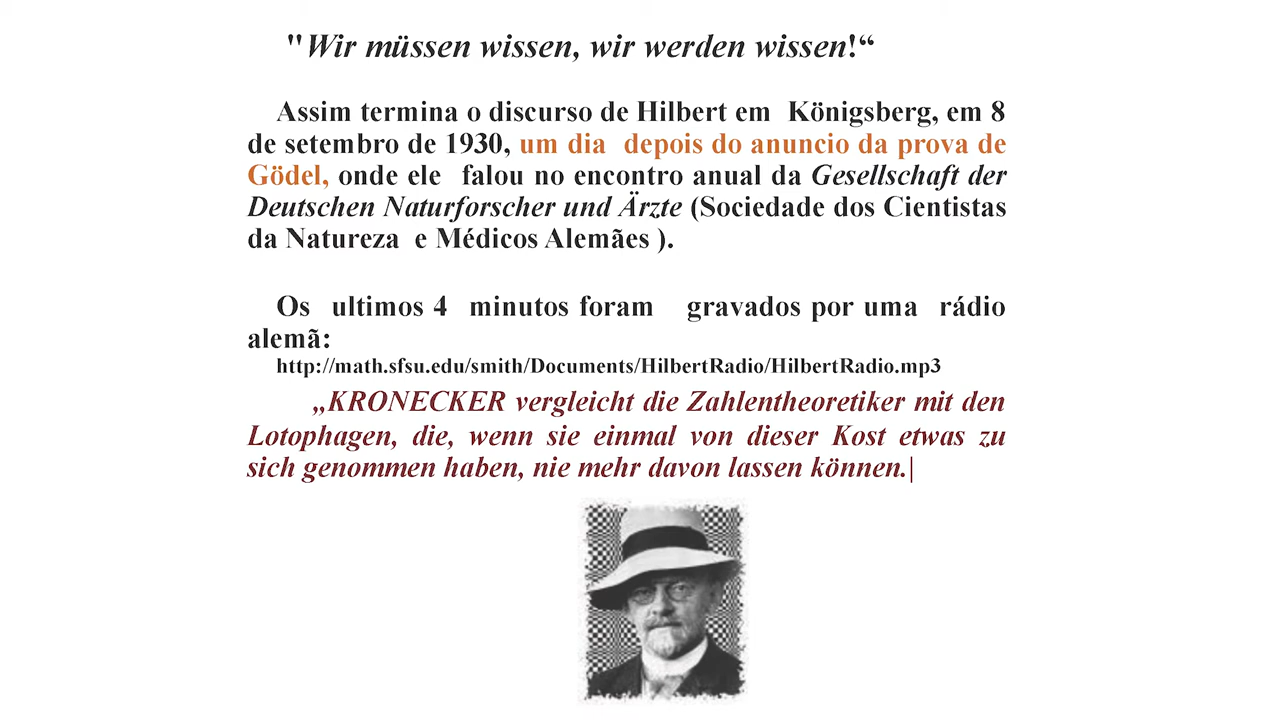 "Wir müssen wissen, wir werden wissen!“
Assim termina o discurso de Hilbert em Königsberg, em 8
de setembro de 1930, um dia depois do anuncio da prova de
Gödel, onde ele falou no encontro anual da Gesellschaft der
Deutschen Naturforscher und Ärzte (Sociedade dos Cientistas
da Natureza e Médicos Alemães ).
Os ultimos 4 minutos foram gravados por uma rádio
alemã:
http://math.sfsu.edu/smith/Documents/HilbertRadio/HilbertRadio.mp3
„KRONECKER vergleicht die Zahlentheoretiker mit den
Lotophagen, die, wenn sie einmal von dieser Kost etwas zu
sich genommen haben, nie mehr davon lassen können.|